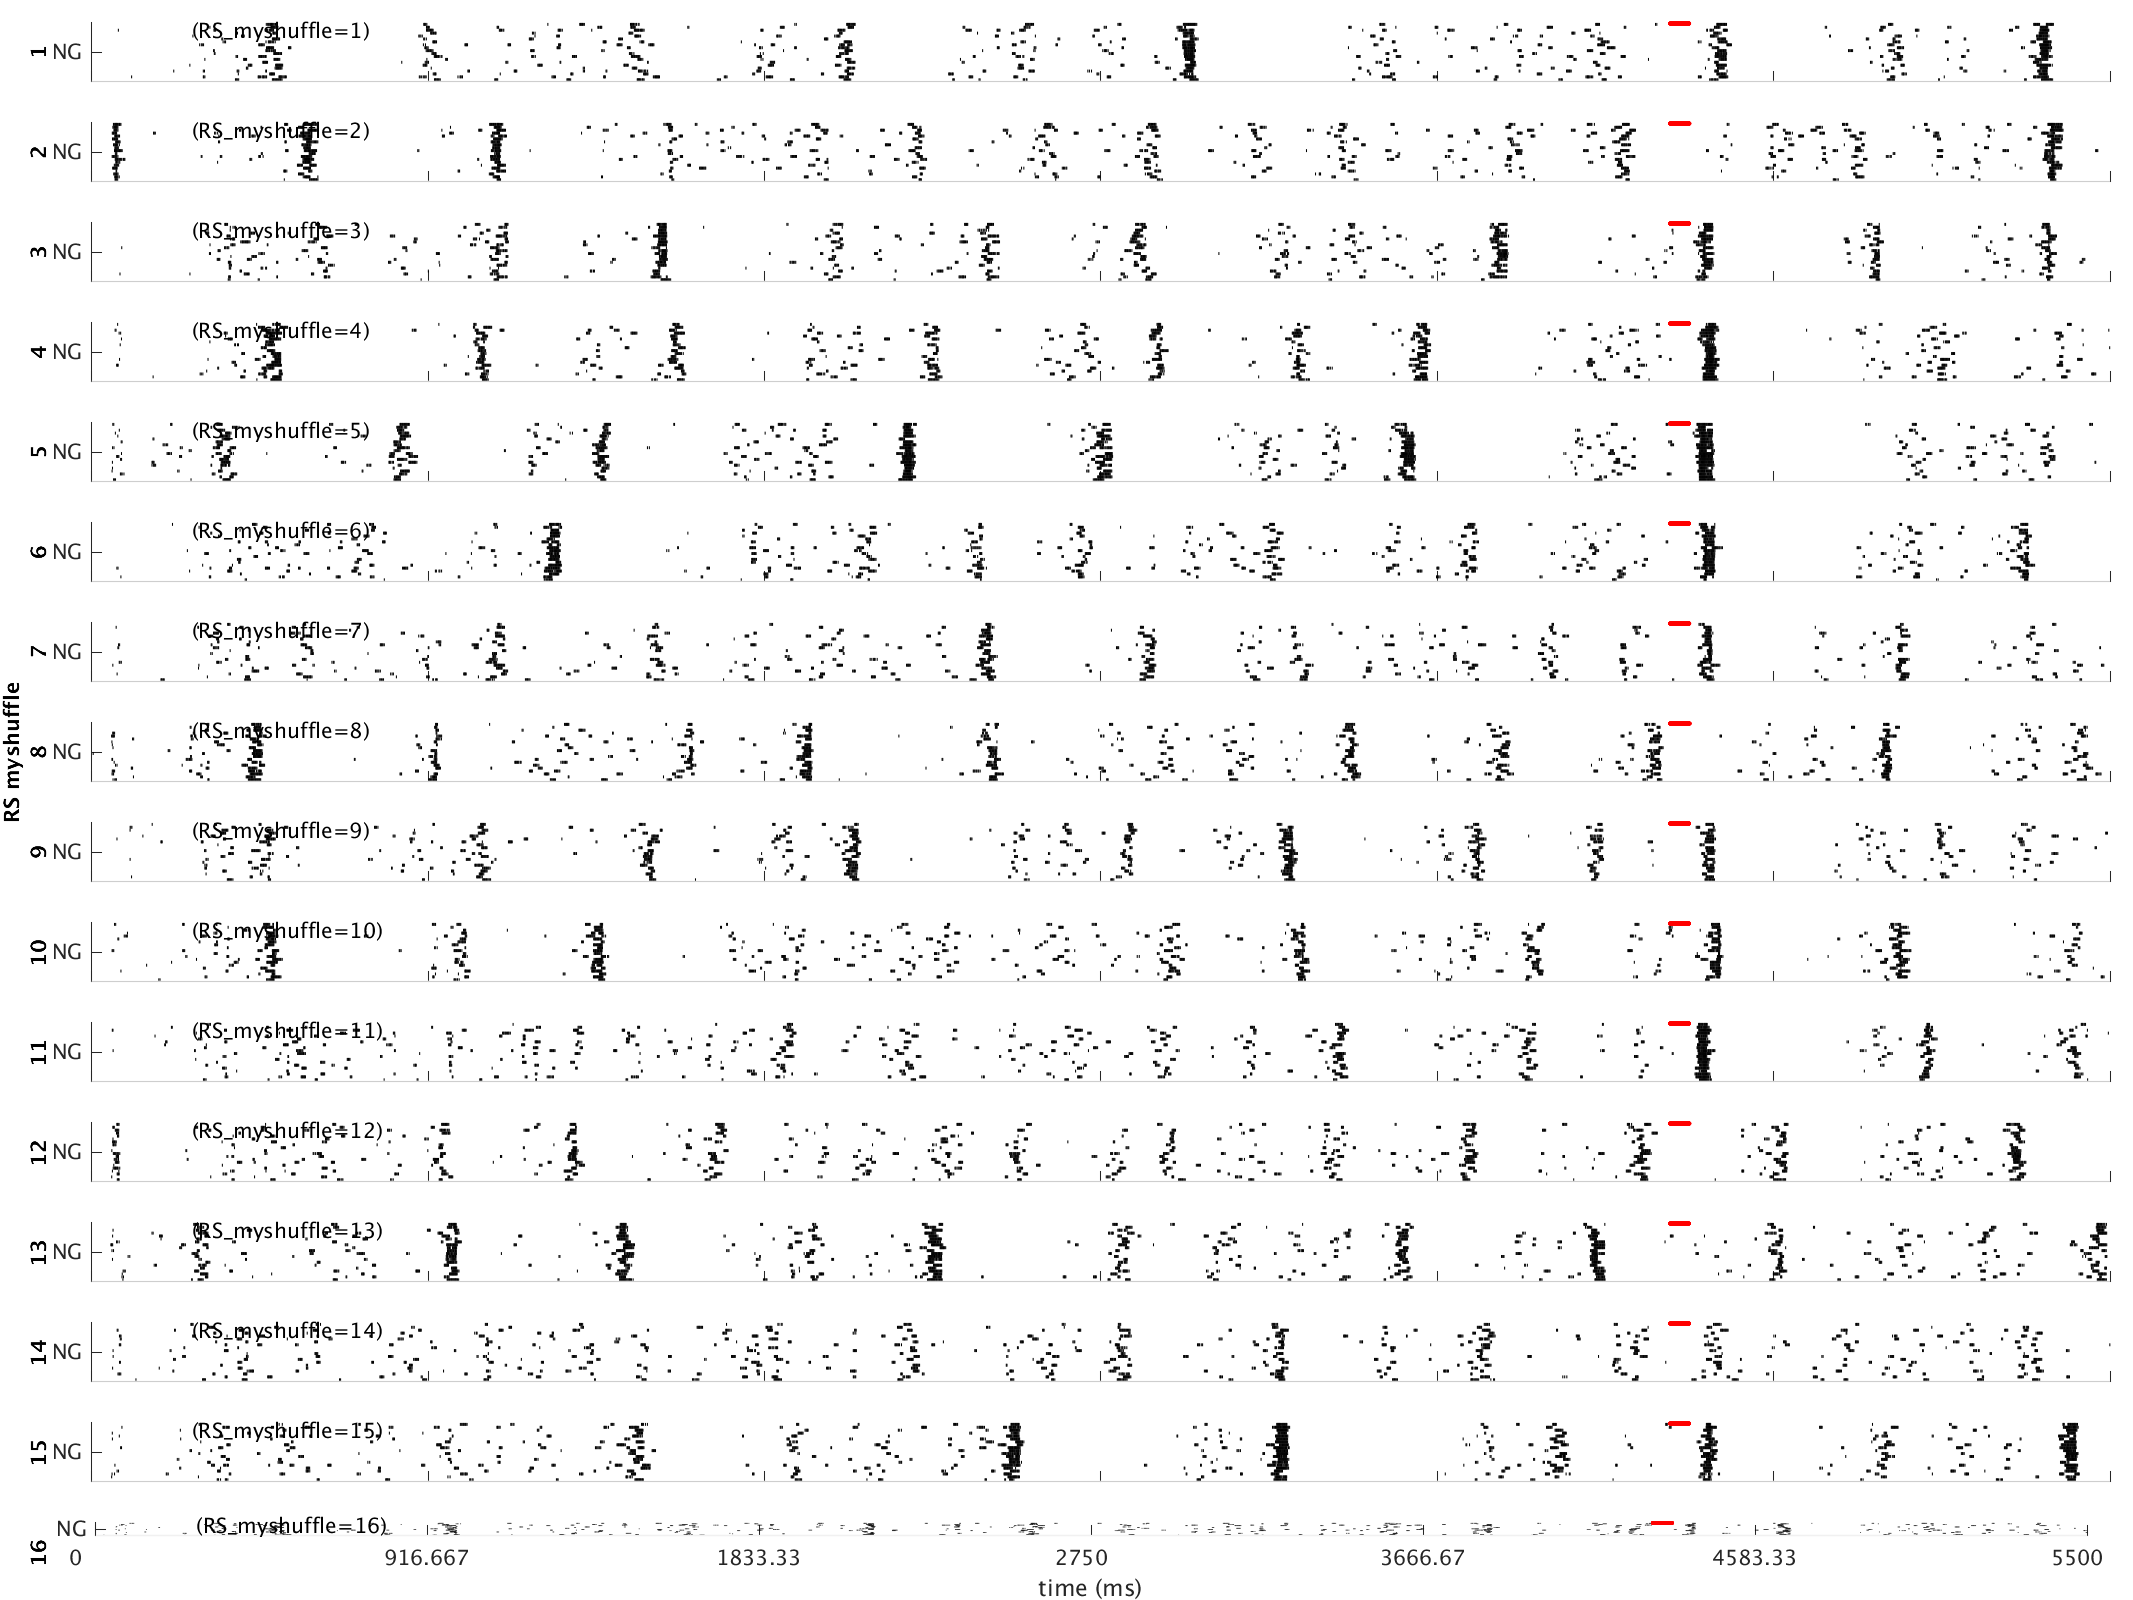 RS myshuffle
1 NG (RS_myshuffle=1)
2 NG (RS_myshuffle=2)
3 NG (RS_myshuffle=3)
4 NG (RS_myshuffle=4)
5 NG (RS_myshuffle=5)
6 NG (RS_myshuffle=6)
7 NG (RS_myshuffle=7)
8 NG (RS_myshuffle=8)
9 NG (RS_myshuffle=9)
10 NG (RS_myshuffle=10)
11 NG (RS_myshuffle=11)
12 NG (RS_myshuffle=12)
13 NG (RS_myshuffle=13)
14 NG (RS_myshuffle=14)
15 NG (RS_myshuffle=15)
16 NG (RS_myshuffle=16)
0 916.667 1833.33 2750 3666.67 4583.33 5500
time (ms)